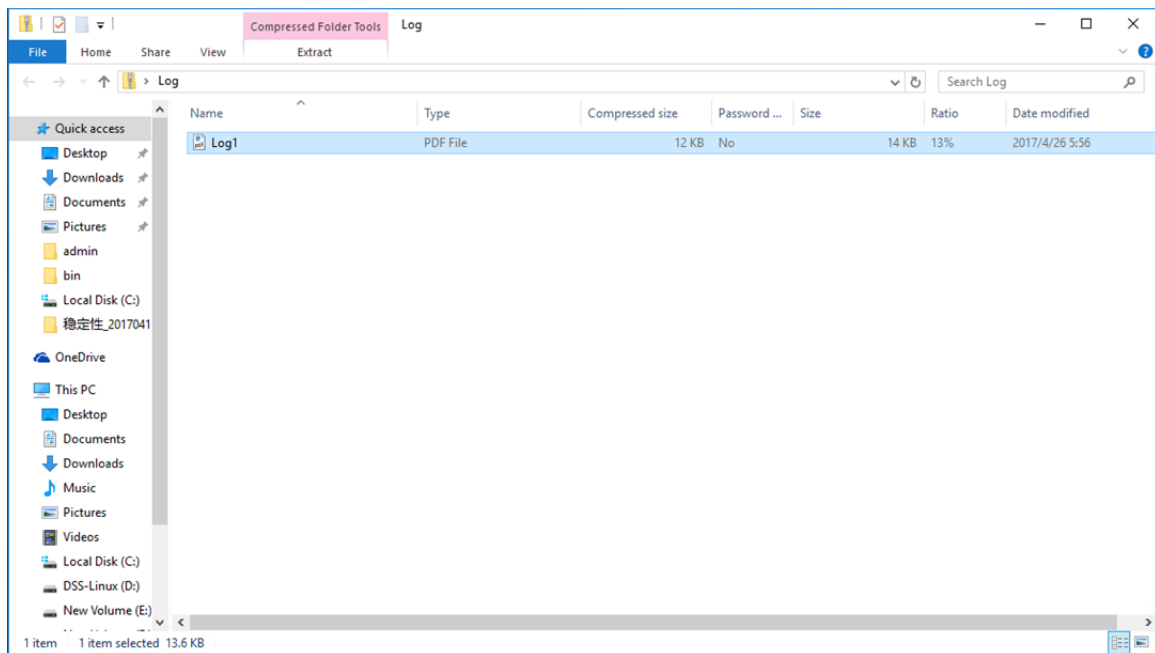 Compressed Folder Tools Log
File Home Share View Extract
Log Search Log
Name Type Compressed size Password ... Size Ratio Date modified
Log1 PDF File 12 KB No 14 KB 13% 2017/4/26 5:56
Quick access
Desktop
Downloads
Documents
Pictures
admin
bin
Local Disk (C:)
稳定性_2017041
OneDrive
This PC
Desktop
Documents
Downloads
Music
Pictures
Videos
Local Disk (C:)
DSS-Linux (D:)
New Volume (E:)
1 item 1 item selected 13.6 KB